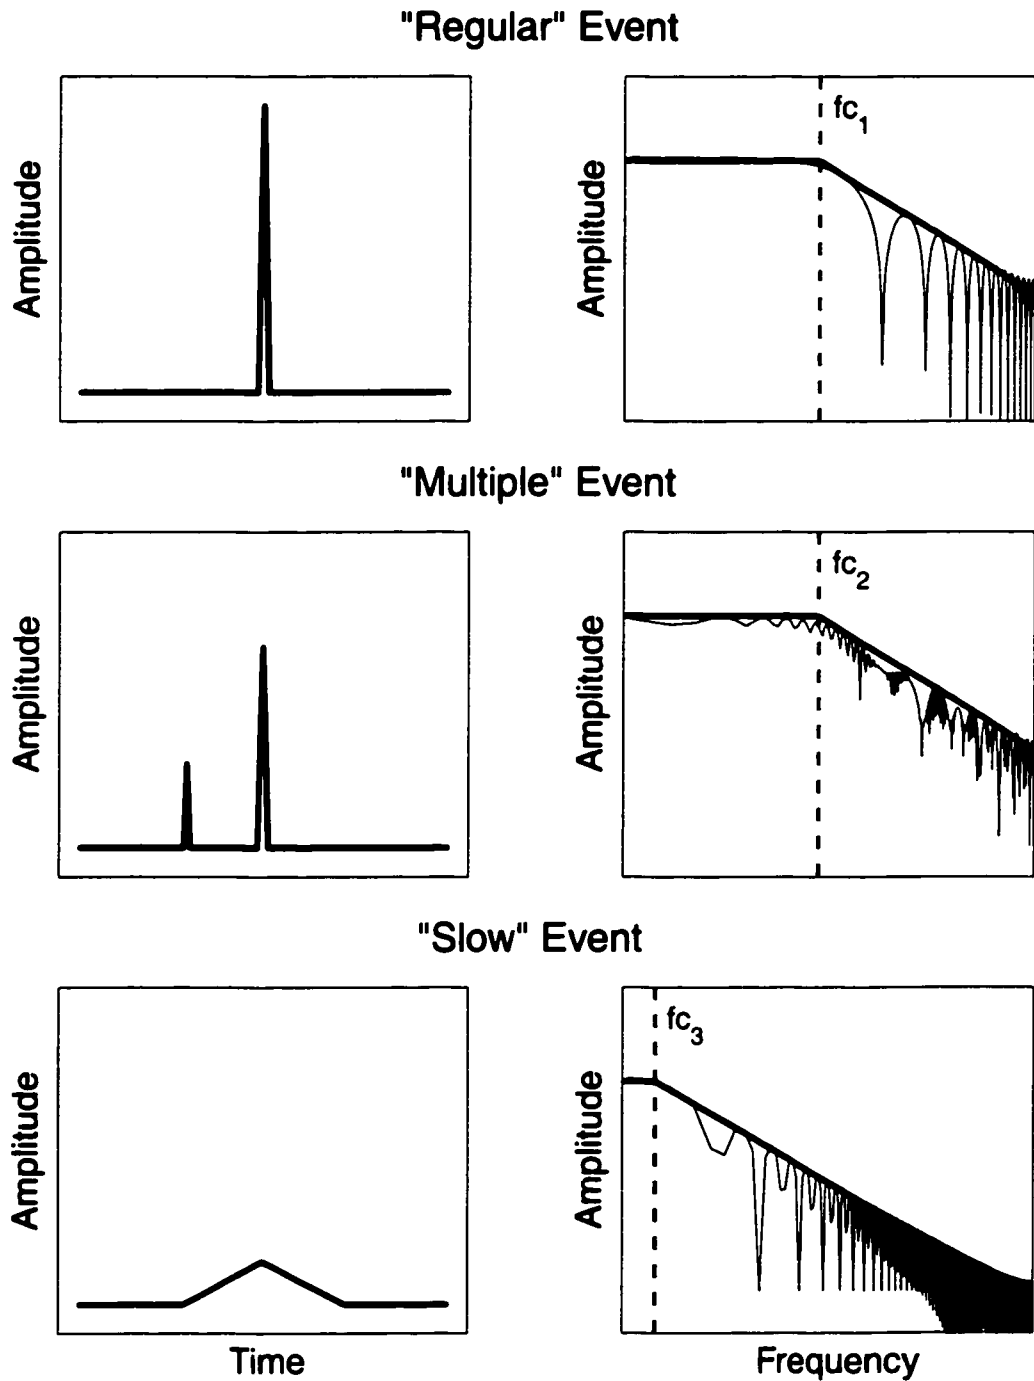 "Regular" Event
Amplitude
Amplitude
fc1
"Multiple" Event
Amplitude
Amplitude
fc2
"Slow" Event
Amplitude
Amplitude
fc3
Time
Frequency